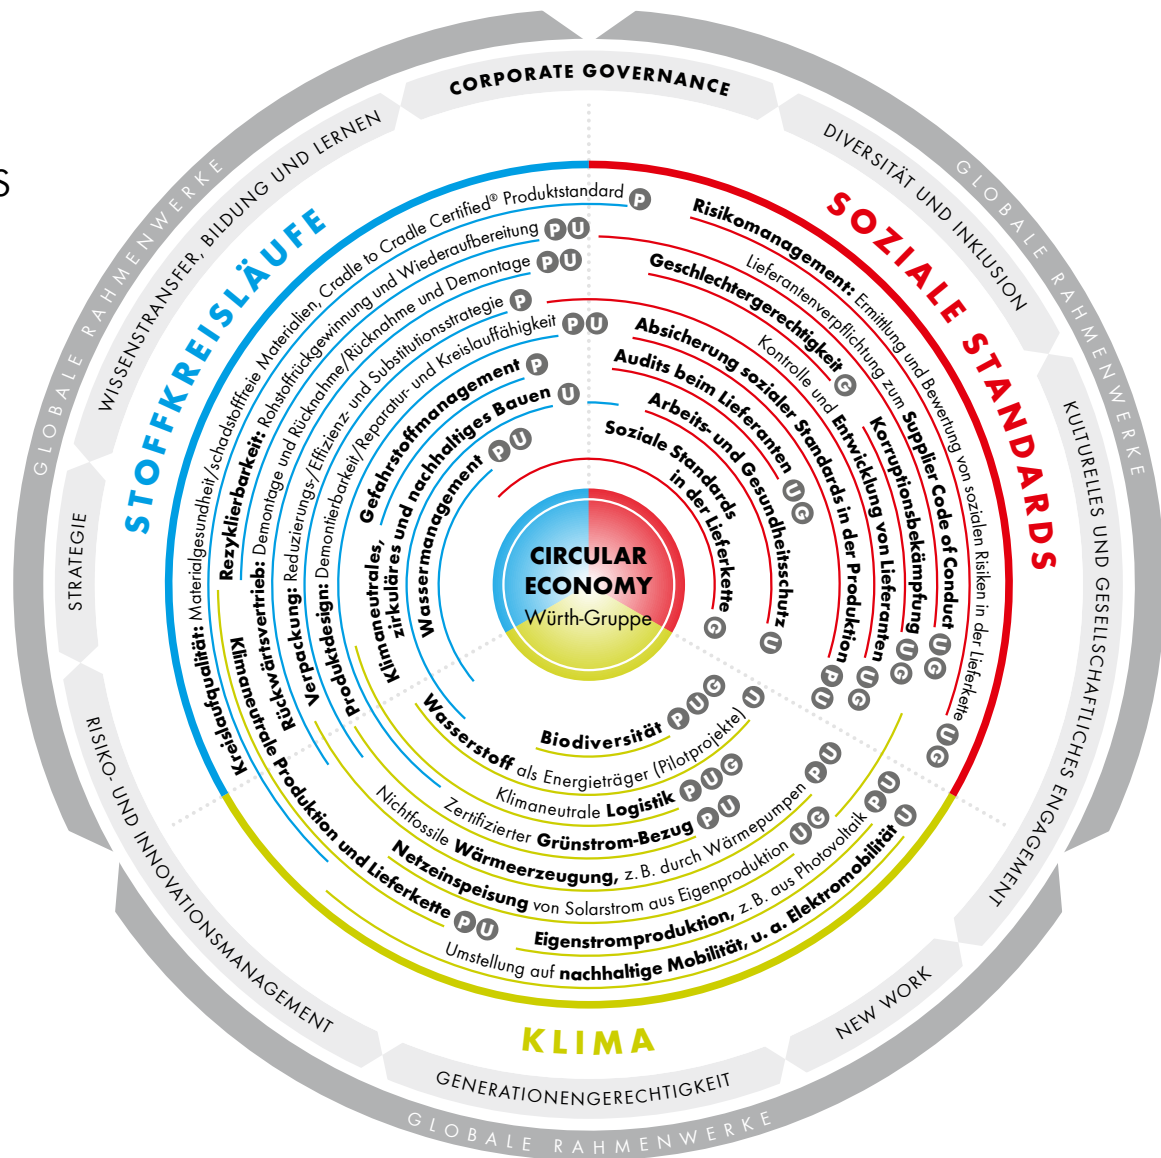 S
GLOBALE RAHMENWERKE
GLOBALE RAHMENWERKE
GLOBALE RAHMENWERKE
CORPORATE GOVERNANCE
DIVERSITÄT UND INKLUSION
KULTURELLES UND GESELLSCHAFTLICHES ENGAGEMENT
NEW WORK
GENERATIONENGERECHTIGKEIT
RISIKO- UND INNOVATIONSMANAGEMENT
STRATEGIE
WISSENSTRANSFER, BILDUNG UND LERNEN
STOFFKREISLÄUFE
Kreislaufqualität: Materialgesundheit/schadstofffreie Materialien, Cradle to Cradle Certified® Produktstandard P
Rezyklierbarkeit: Rohstoffrückgewinnung und Wiederaufbereitung P U
Rückwärtsvertrieb: Demontage und Rücknahme/Rücknahme und Demontage P U
Verpackung: Reduzierungs-/Effizienz- und Substitutionsstrategie P
Produktdesign: Demontierbarkeit/Reparatur- und Kreislauffähigkeit P U
Gefahrstoffmanagement P
Klimaneutrales,
zirkuläres und nachhaltiges Bauen U
Wassermanagement P U
SOZIALE STANDARDS
Risikomanagement: Ermittlung und Bewertung von sozialen Risiken in der Lieferkette U G
Lieferantenverpflichtung zum Supplier Code of Conduct U G
Geschlechtergerechtigkeit G
Korruptionsbekämpfung U G
Kontrolle und Entwicklung von Lieferanten U G
Absicherung sozialer Standards in der Produktion P U
Audits beim Lieferanten U G
Arbeits- und Gesundheitsschutz U
Soziale Standards
in der Lieferkette G
CIRCULAR
ECONOMY
Würth-Gruppe
Biodiversität P U G
Wasserstoff als Energieträger (Pilotprojekte) U
Klimaneutrale Logistik P U G
Zertifizierter Grünstrom-Bezug P U
Nichtfossile Wärmeerzeugung, z. B. durch Wärmepumpen P U
Netzeinspeisung von Solarstrom aus Eigenproduktion U G
Klimaneutrale Produktion und Lieferkette P U
Eigenstromproduktion, z. B. aus Photovoltaik P U
Umstellung auf nachhaltige Mobilität, u. a. Elektromobilität U
KLIMA